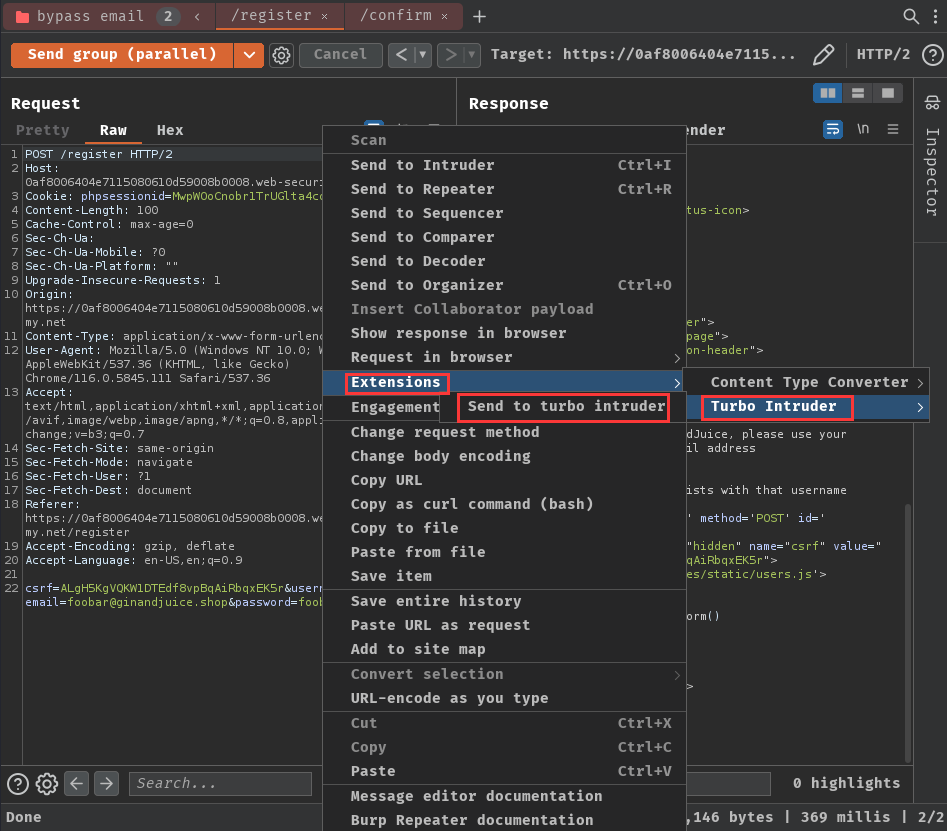 bypass email 2 ‹ /register × /confirm × +
Send group (parallel) Cancel < > Target: https://0af8006404e7115... HTTP/2
Request
Pretty Raw Hex
1 POST /register HTTP/2
2 Host:
0af8006404e7115080610d59008b0008.web-securi
3 Cookie: phpsessionid=MwpWOoCnobr1TrUGlta4cc
4 Content-Length: 100
5 Cache-Control: max-age=0
6 Sec-Ch-Ua:
7 Sec-Ch-Ua-Mobile: ?0
8 Sec-Ch-Ua-Platform: ""
9 Upgrade-Insecure-Requests: 1
10 Origin:
https://0af8006404e7115080610d59008b0008.we
my.net
11 Content-Type: application/x-www-form-urlenc
12 User-Agent: Mozilla/5.0 (Windows NT 10.0; W
AppleWebKit/537.36 (KHTML, like Gecko)
Chrome/116.0.5845.111 Safari/537.36
13 Accept:
text/html,application/xhtml+xml,application
/avif,image/webp,image/apng,*/*;q=0.8,appli
change;v=b3;q=0.7
14 Sec-Fetch-Site: same-origin
15 Sec-Fetch-Mode: navigate
16 Sec-Fetch-User: ?1
17 Sec-Fetch-Dest: document
18 Referer:
https://0af8006404e7115080610d59008b0008.we
my.net/register
19 Accept-Encoding: gzip, deflate
20 Accept-Language: en-US,en;q=0.9
21
22 csrf=ALgH5KgVQKW1DTEdf8vpBqAiRbqxEK5r&usern
email=foobar@ginandjuice.shop&password=foob
Scan
Send to Intruder Ctrl+I
Send to Repeater Ctrl+R
Send to Sequencer
Send to Comparer
Send to Decoder
Send to Organizer Ctrl+O
Insert Collaborator payload
Show response in browser
Request in browser
Extensions
Engagement
Send to turbo intruder
Content Type Converter
Turbo Intruder
Change request method
Change body encoding
Copy URL
Copy as curl command (bash)
Copy to file
Paste from file
Save item
Save entire history
Paste URL as request
Add to site map
Convert selection
URL-encode as you type
Cut Ctrl+X
Copy Ctrl+C
Paste Ctrl+V
Message editor documentation
Burp Repeater documentation
Response
nder \n
tus-icon>
er">
page">
on-header">
dJuice, please use your
il address
ists with that username
' method='POST' id='
"hidden" name="csrf" value="
qAiRbqxEK5r">
es/static/users.js'>
orm()
>
Inspector
Search...
0 highlights
Done
,146 bytes | 369 millis | 2/2